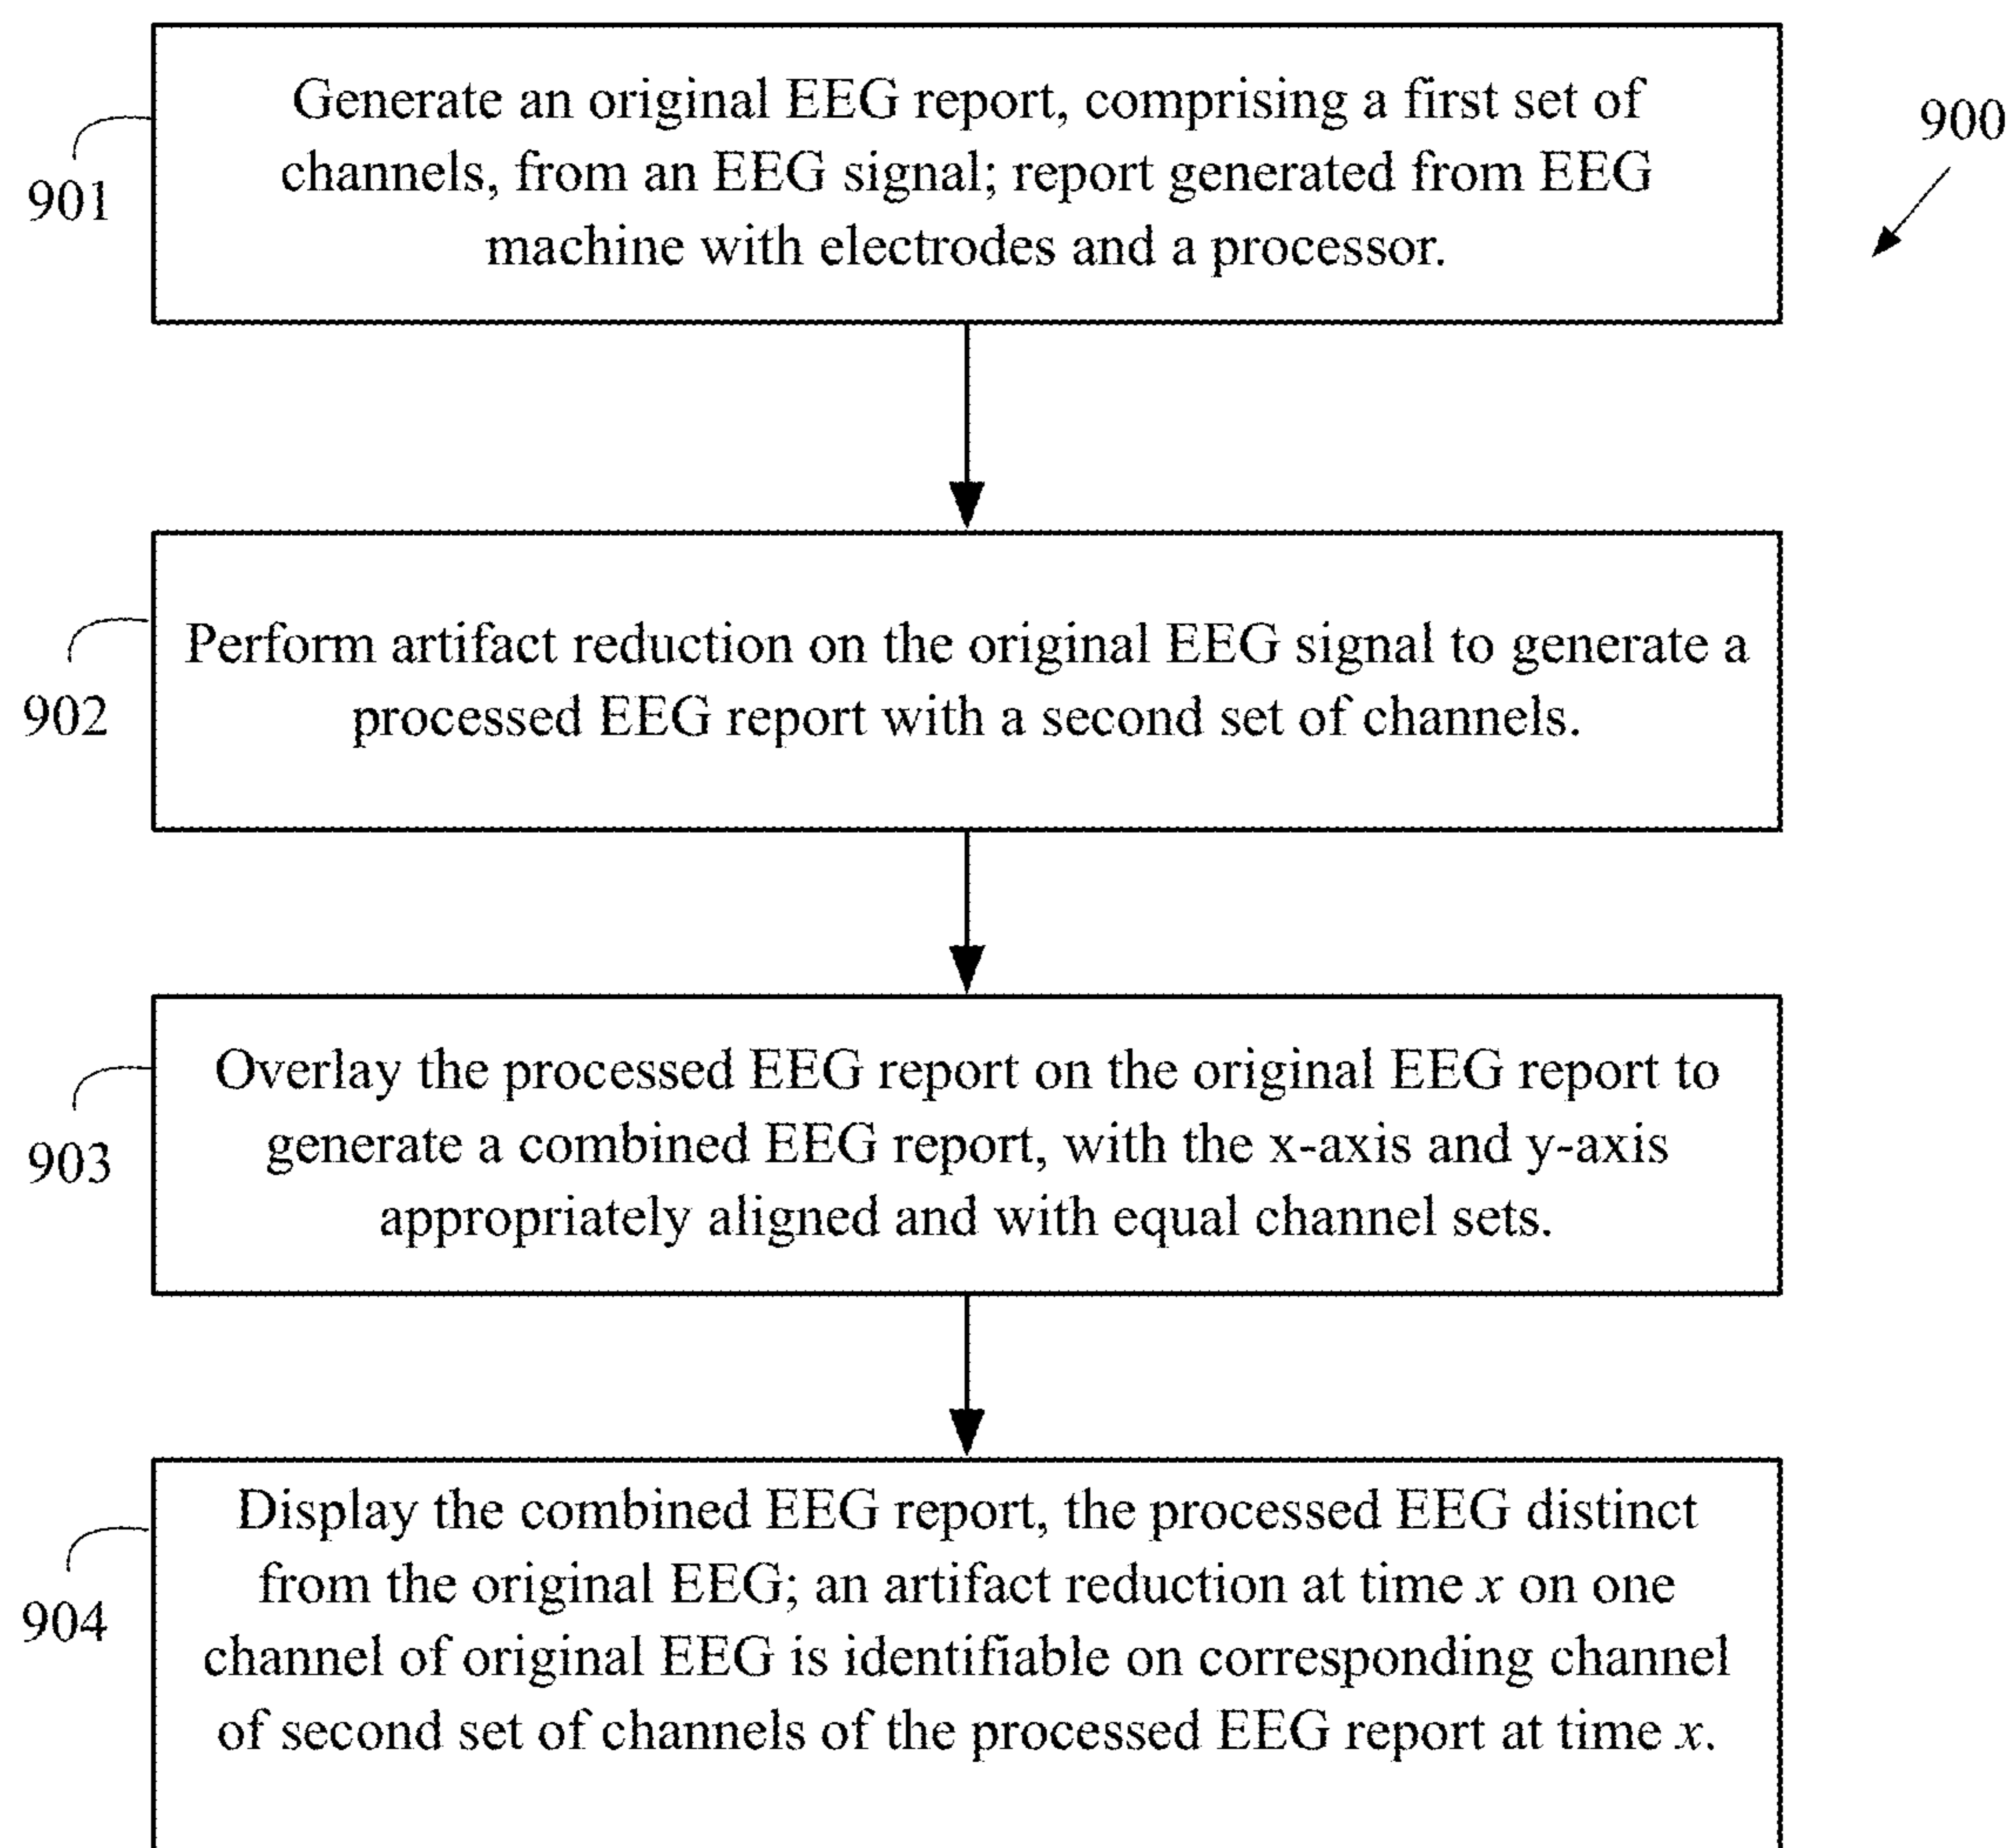 Generate an original EEG report, comprising a first set of
channels, from an EEG signal; report generated from EEG
machine with electrodes and a processor.
900
901
Perform artifact reduction on the original EEG signal to generate a
processed EEG report with a second set of channels.
902
Overlay the processed EEG report on the original EEG report to
generate a combined EEG report, with the x-axis and y-axis
appropriately aligned and with equal channel sets.
903
Display the combined EEG report, the processed EEG distinct
from the original EEG; an artifact reduction at time x on one
channel of original EEG is identifiable on corresponding channel
of second set of channels of the processed EEG report at time x.
904